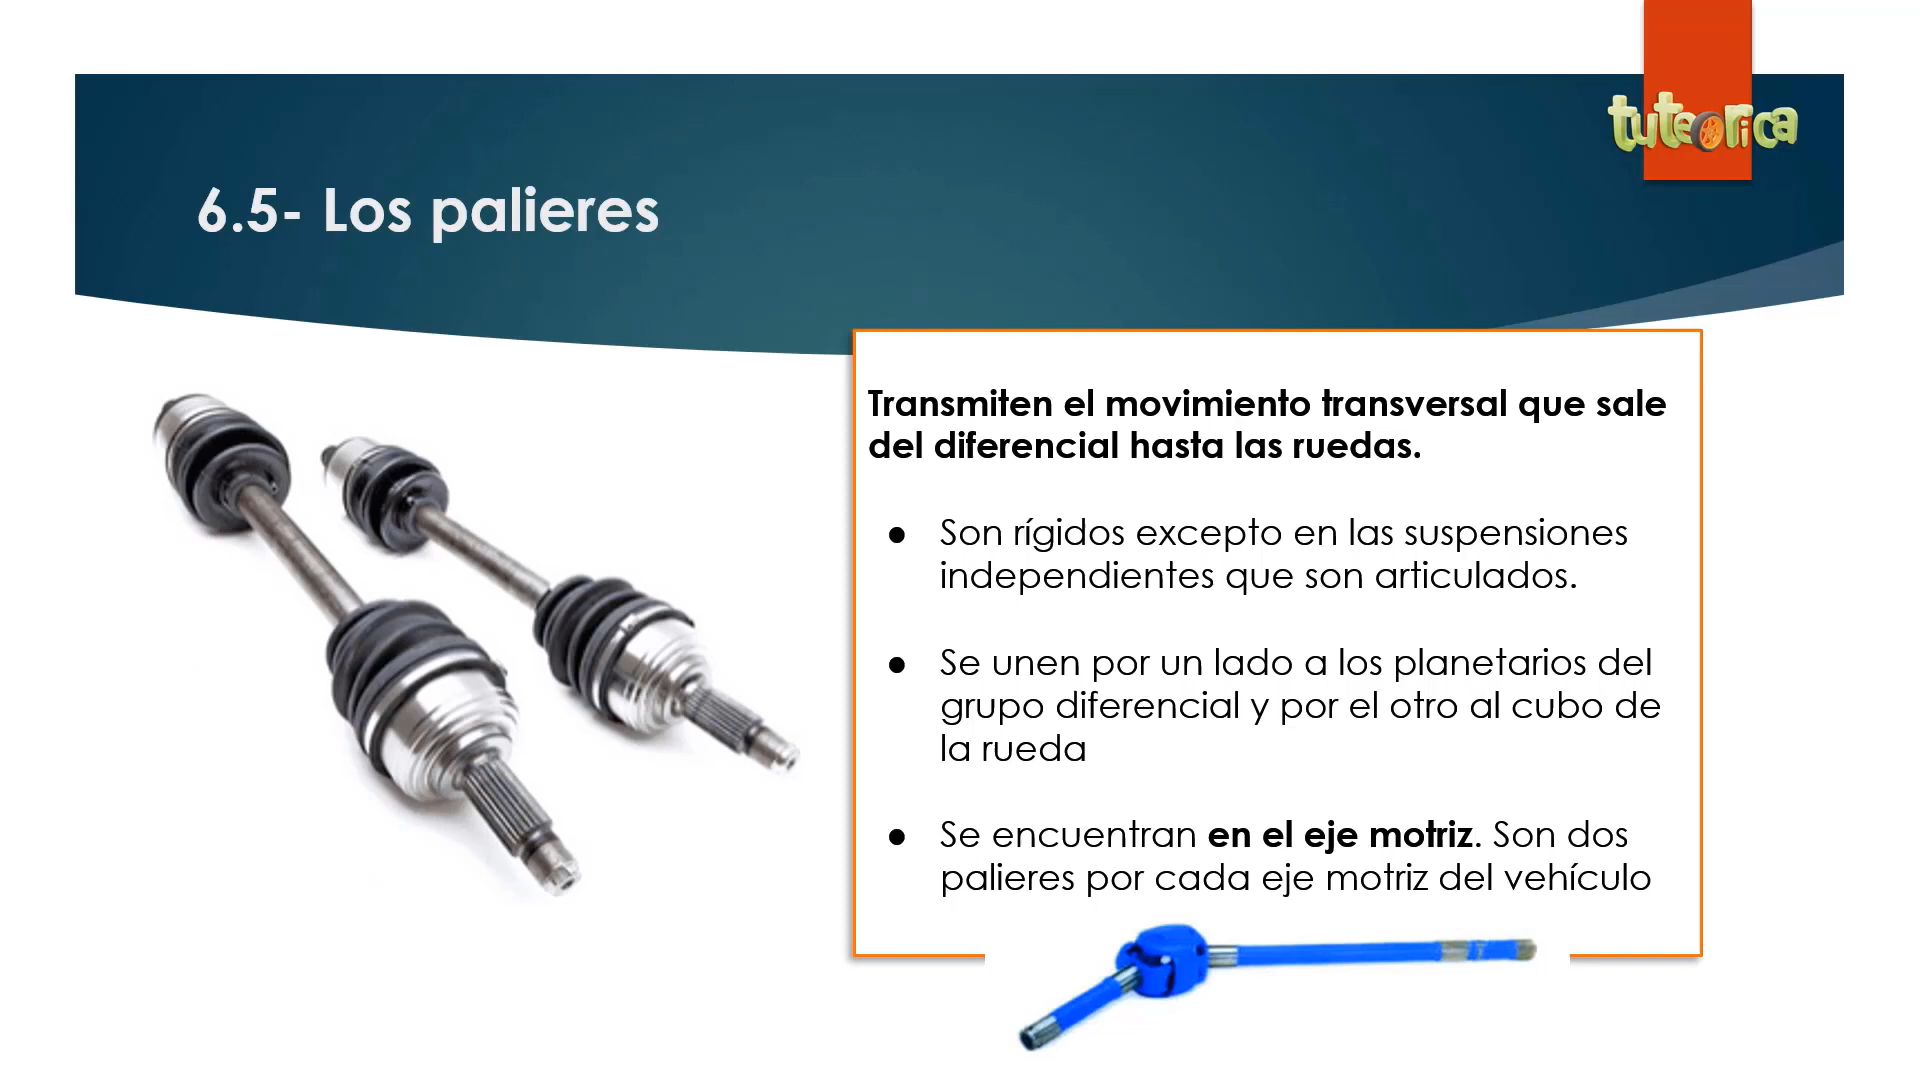 tuteorica
6.5- Los palieres
Transmiten el movimiento transversal que sale
del diferencial hasta las ruedas.
● Son rígidos excepto en las suspensiones
independientes que son articulados.
● Se unen por un lado a los planetarios del
grupo diferencial y por el otro al cubo de
la rueda
● Se encuentran en el eje motriz. Son dos
palieres por cada eje motriz del vehículo